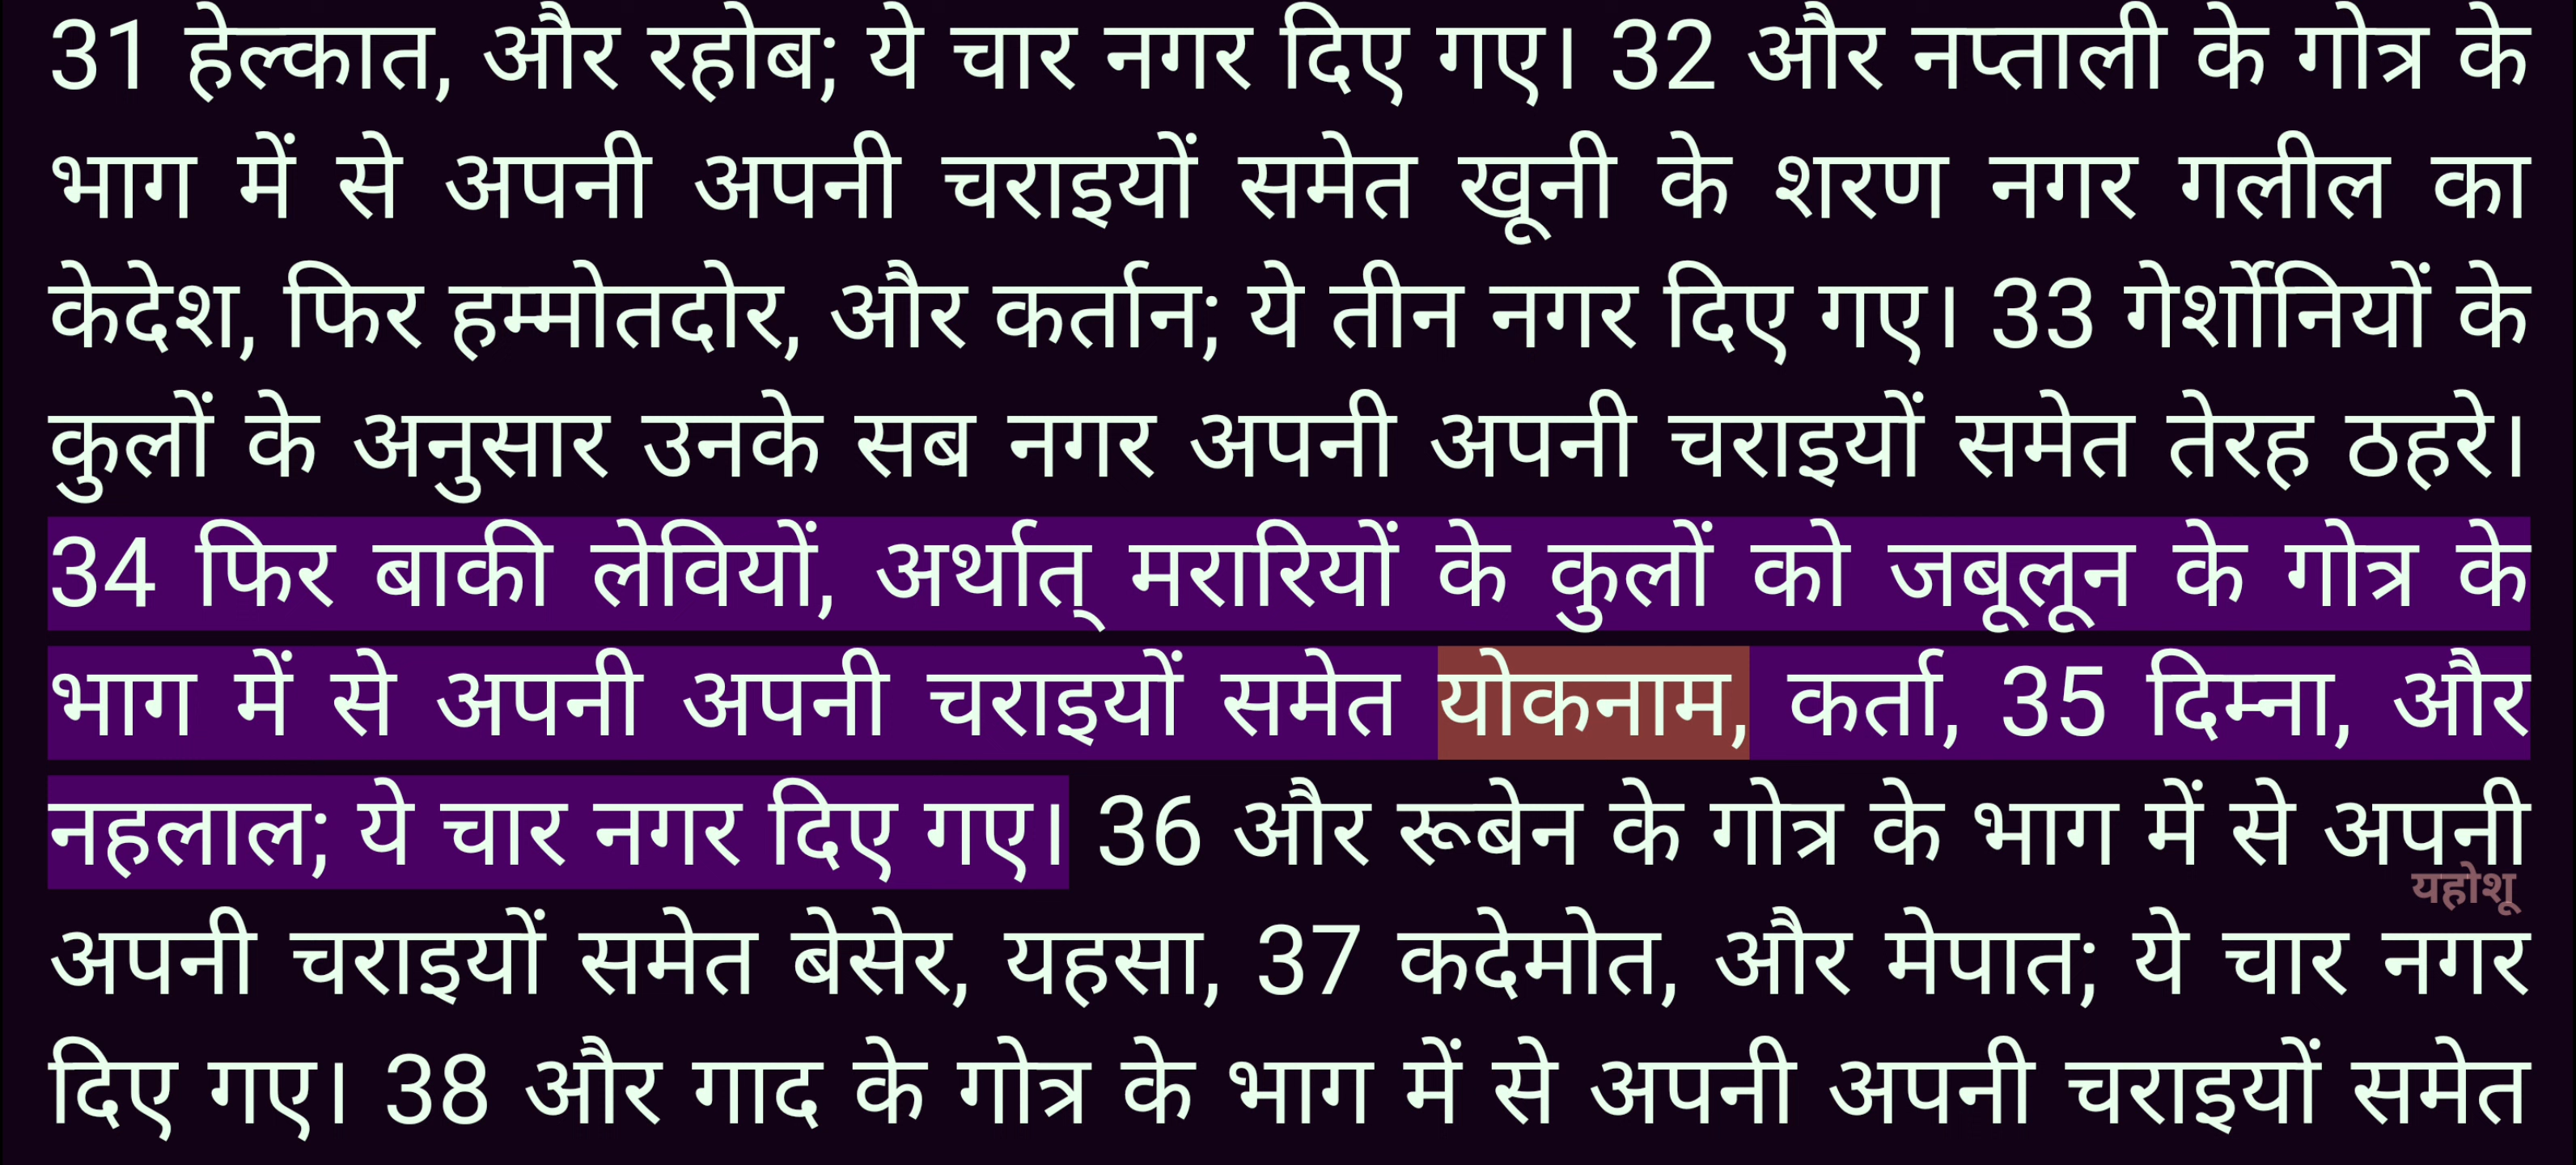 31 हेल्कात, और रहोब; ये चार नगर दिए गए। 32 और नप्ताली के गोत्र के
भाग में से अपनी अपनी चराइयों समेत खूनी के शरण नगर गलील का
केदेश, फिर हम्मोतदोर, और कर्तान; ये तीन नगर दिए गए। 33 गेर्शोनियों के
कुलों के अनुसार उनके सब नगर अपनी अपनी चराइयों समेत तेरह ठहरे।
34 फिर बाकी लेवियों, अर्थात् मरारियों के कुलों को जबूलून के गोत्र के
भाग में से अपनी अपनी चराइयों समेत योकनाम, कर्ता, 35 दिम्ना, और
नहलाल; ये चार नगर दिए गए। 36 और रूबेन के गोत्र के भाग में से अपनी
यहोशू
अपनी चराइयों समेत बेसेर, यहसा, 37 कदेमोत, और मेपात; ये चार नगर
दिए गए। 38 और गाद के गोत्र के भाग में से अपनी अपनी चराइयों समेत